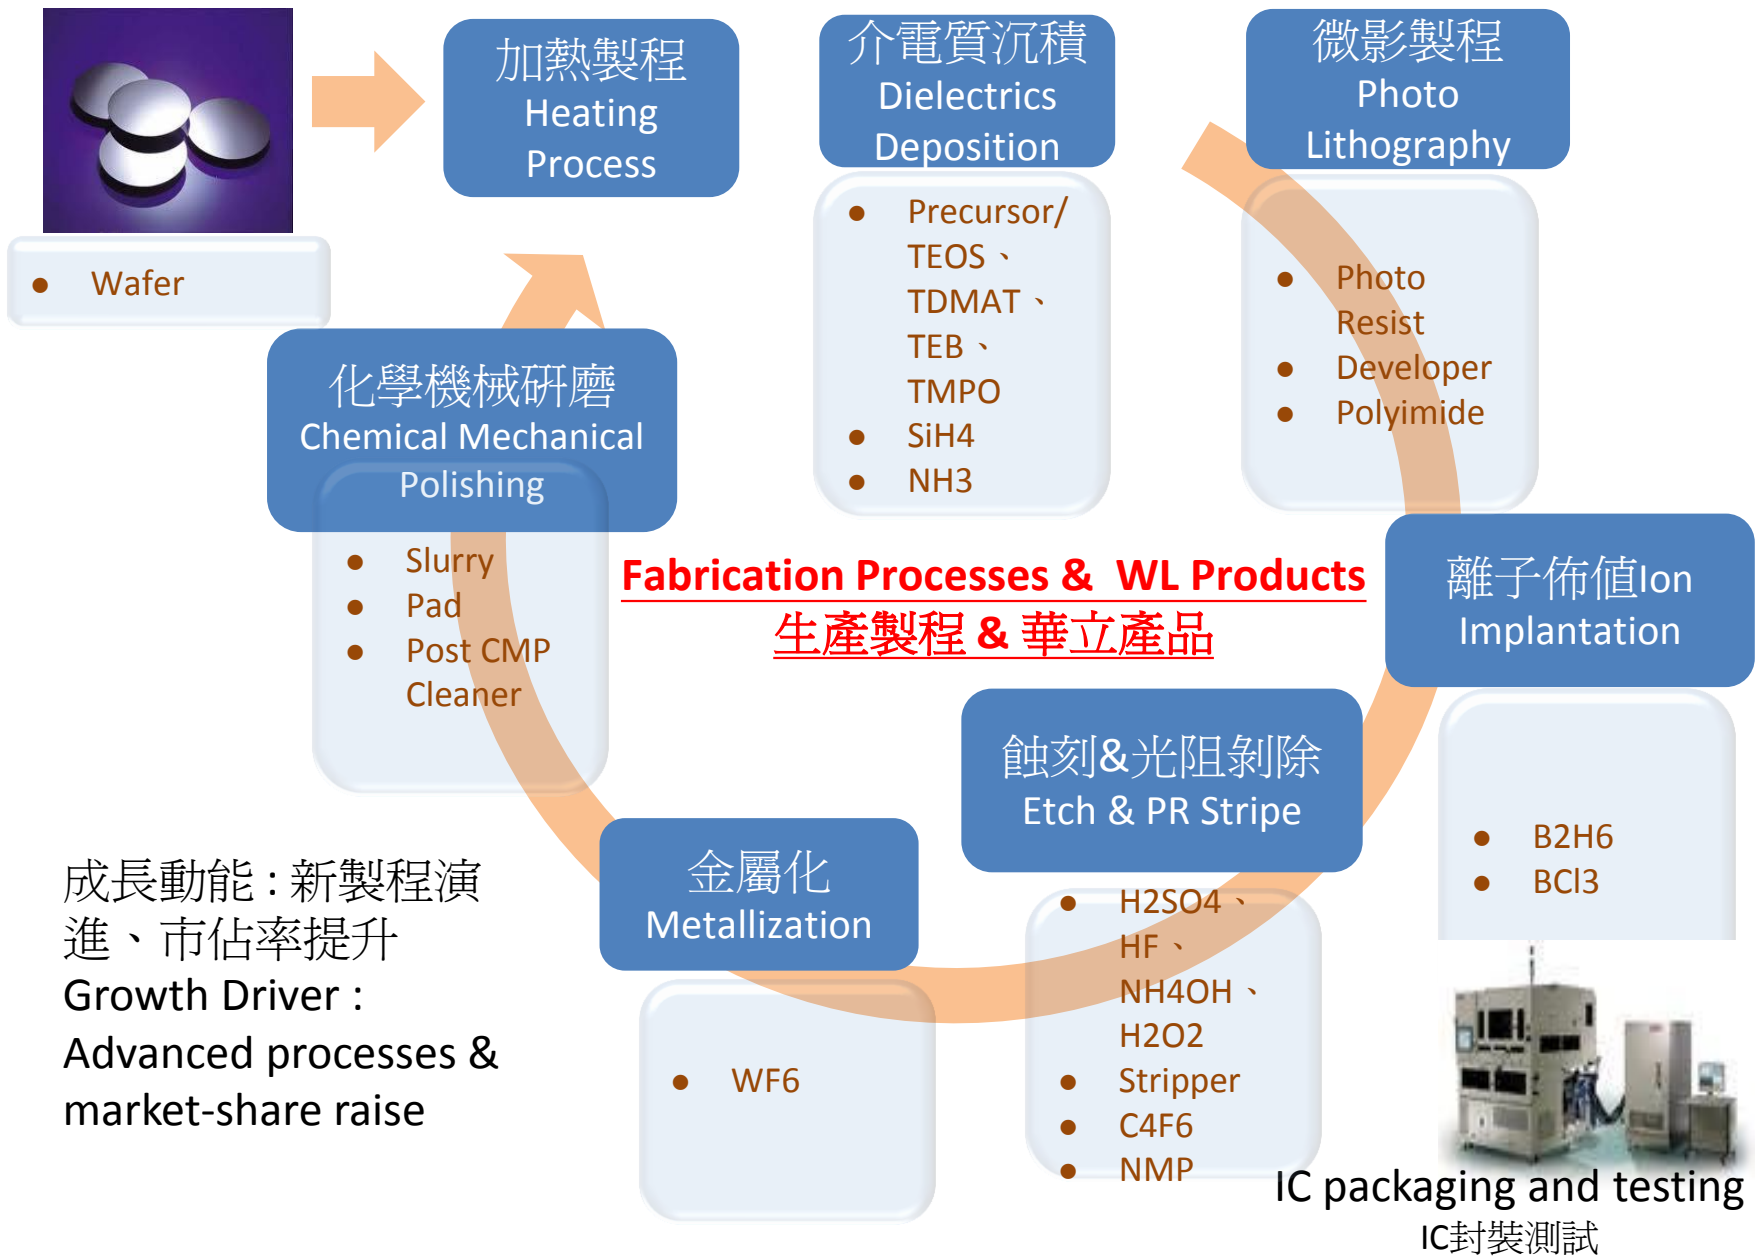 加熱製程
Heating
Process
介電質沉積
Dielectrics
Deposition
微影製程
Photo
Lithography
● Wafer
● Precursor/
TEOS、
TDMAT、
TEB、
TMPO
● SiH4
● NH3
● Photo
Resist
● Developer
● Polyimide
化學機械研磨
Chemical Mechanical
Polishing
● Slurry
● Pad
● Post CMP
Cleaner
Fabrication Processes & WL Products
生產製程 & 華立產品
離子佈值Ion
Implantation
● B2H6
● BCl3
蝕刻&光阻剝除
Etch & PR Stripe
● H2SO4、
HF、
NH4OH、
H2O2
● Stripper
● C4F6
● NMP
金屬化
Metallization
● WF6
成長動能 : 新製程演
進、市佔率提升
Growth Driver :
Advanced processes &
market-share raise
IC packaging and testing
IC封裝測試